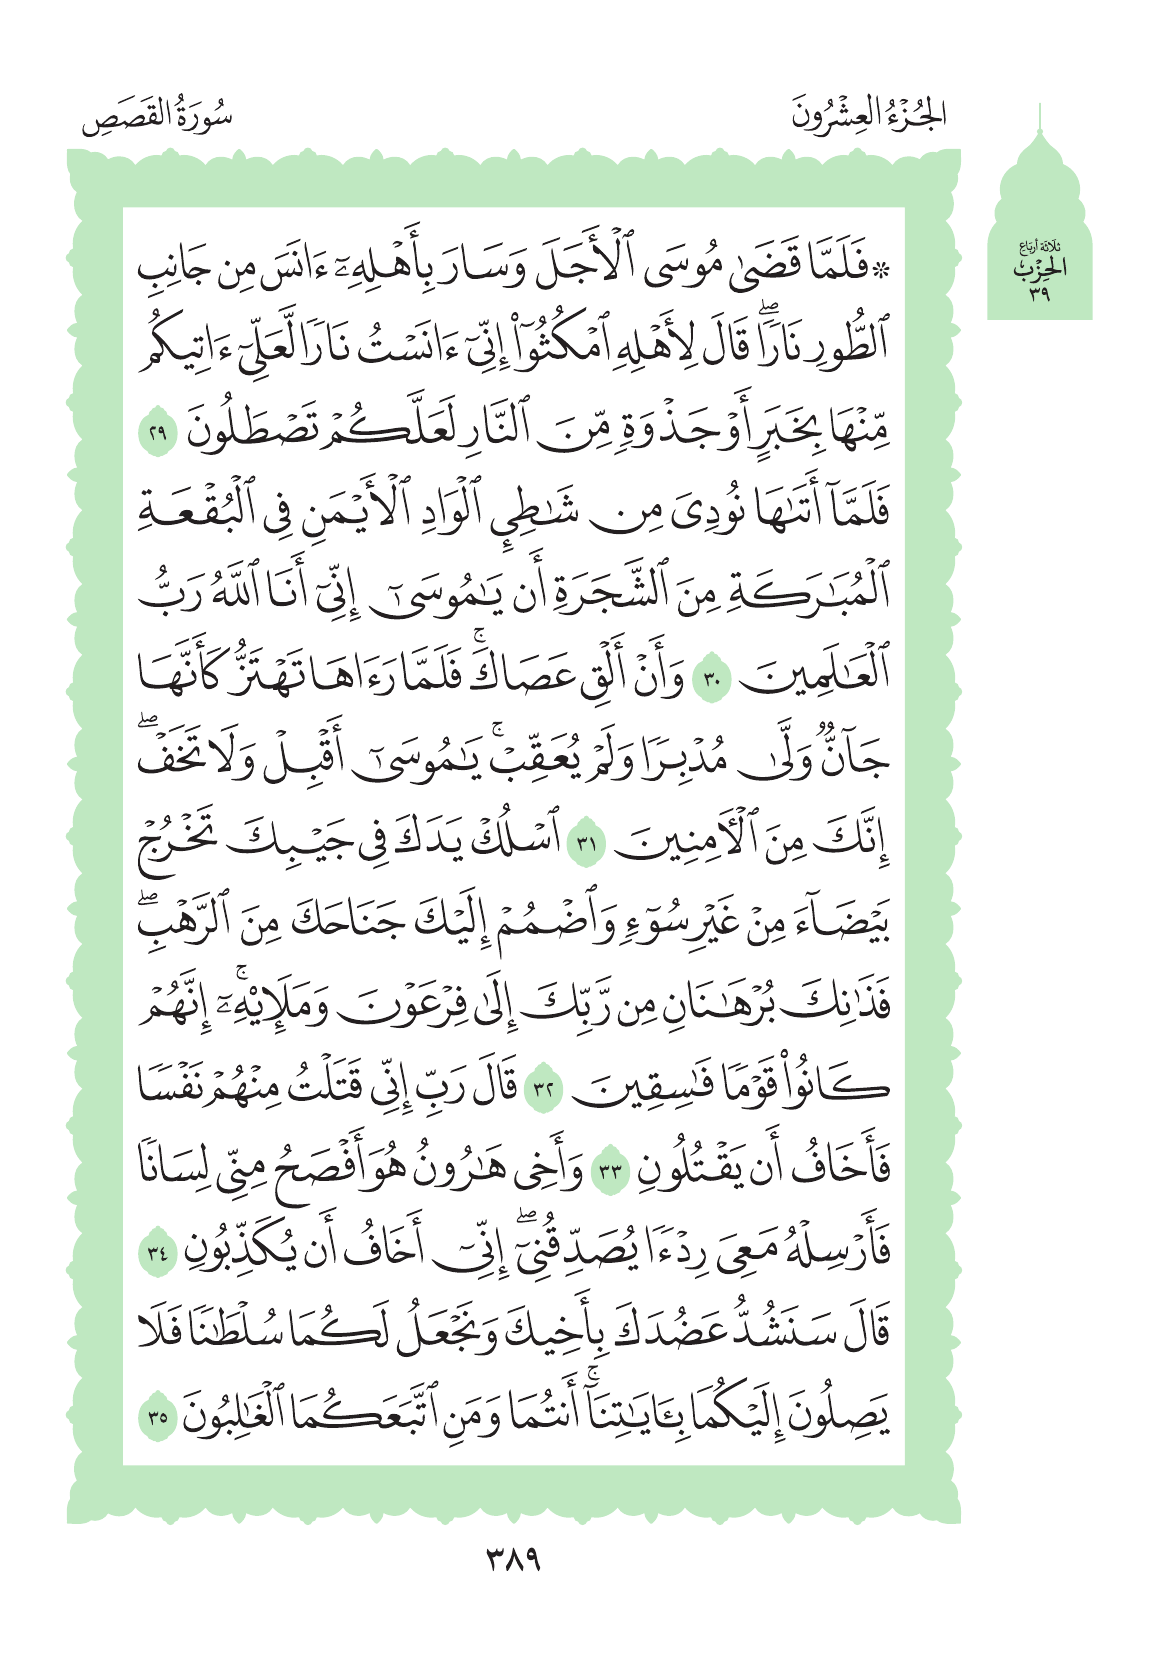 الجُزْءُ العِشْرُونَ
سُورَةُ القَصَصِ
ثلاثة أرباع
الحِزْب
٣٩
۞ فَلَمَّا قَضَىٰ مُوسَى ٱلْأَجَلَ وَسَارَ بِأَهْلِهِۦٓ ءَانَسَ مِن جَانِبِ
ٱلطُّورِ نَارٗاۖ قَالَ لِأَهْلِهِ ٱمْكُثُوٓاْ إِنِّيٓ ءَانَسْتُ نَارٗا لَّعَلِّيٓ ءَاتِيكُم
مِّنْهَا بِخَبَرٍ أَوْ جَذْوَةٖ مِّنَ ٱلنَّارِ لَعَلَّكُمْ تَصْطَلُونَ ٢٩
فَلَمَّآ أَتَىٰهَا نُودِيَ مِن شَٰطِيِٕ ٱلْوَادِ ٱلْأَيْمَنِ فِي ٱلْبُقْعَةِ
ٱلْمُبَٰرَكَةِ مِنَ ٱلشَّجَرَةِ أَن يَٰمُوسَىٰٓ إِنِّيٓ أَنَا ٱللَّهُ رَبُّ
ٱلْعَٰلَمِينَ ٣٠ وَأَنْ أَلْقِ عَصَاكَۚ فَلَمَّا رَءَاهَا تَهْتَزُّ كَأَنَّهَا
جَآنّٞ وَلَّىٰ مُدْبِرٗا وَلَمْ يُعَقِّبْۚ يَٰمُوسَىٰٓ أَقْبِلْ وَلَا تَخَفْۖ
إِنَّكَ مِنَ ٱلْأٓمِنِينَ ٣١ ٱسْلُكْ يَدَكَ فِي جَيْبِكَ تَخْرُجْ
بَيْضَآءَ مِنْ غَيْرِ سُوٓءٖ وَٱضْمُمْ إِلَيْكَ جَنَاحَكَ مِنَ ٱلرَّهْبِۖ
فَذَٰنِكَ بُرْهَٰنَانِ مِن رَّبِّكَ إِلَىٰ فِرْعَوْنَ وَمَلَإِيْهِۦٓۚ إِنَّهُمْ
كَانُواْ قَوْمٗا فَٰسِقِينَ ٣٢ قَالَ رَبِّ إِنِّي قَتَلْتُ مِنْهُمْ نَفْسٗا
فَأَخَافُ أَن يَقْتُلُونِ ٣٣ وَأَخِي هَٰرُونُ هُوَ أَفْصَحُ مِنِّي لِسَانٗا
فَأَرْسِلْهُ مَعِيَ رِدْءٗا يُصَدِّقُنِيٓۖ إِنِّيٓ أَخَافُ أَن يُكَذِّبُونِ ٣٤
قَالَ سَنَشُدُّ عَضُدَكَ بِأَخِيكَ وَنَجْعَلُ لَكُمَا سُلْطَٰنٗا فَلَا
يَصِلُونَ إِلَيْكُمَا بِـَٔايَٰتِنَآۚ أَنتُمَا وَمَنِ ٱتَّبَعَكُمَا ٱلْغَٰلِبُونَ ٣٥
٣٨٩